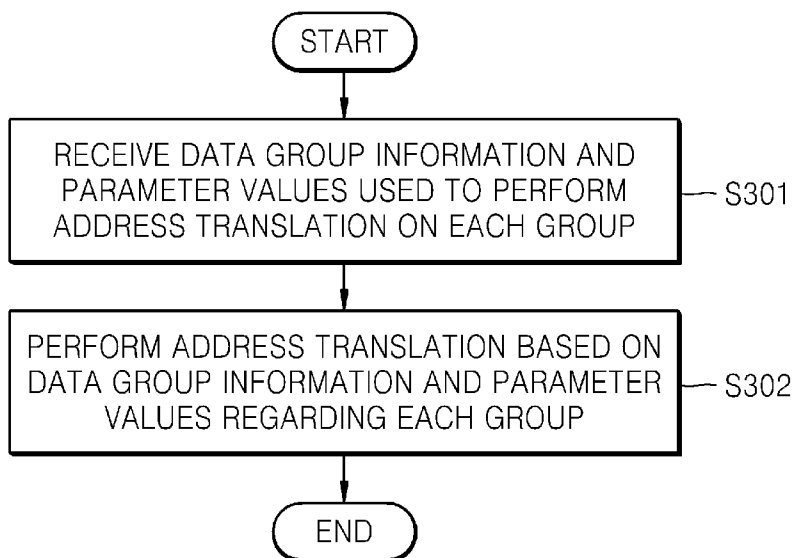 START
RECEIVE DATA GROUP INFORMATION AND
PARAMETER VALUES USED TO PERFORM
ADDRESS TRANSLATION ON EACH GROUP
S301
PERFORM ADDRESS TRANSLATION BASED ON
DATA GROUP INFORMATION AND PARAMETER
VALUES REGARDING EACH GROUP
S302
END